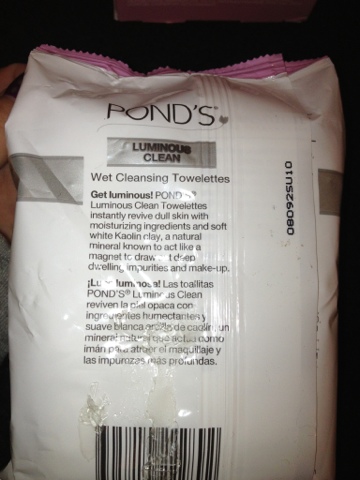 POND'S
LUMINOUS
CLEAN
Wet Cleansing Towelettes
Get luminous! POND'S®
Luminous Clean Towelettes
instantly revive dull skin with
moisturizing ingredients and soft
white Kaolin clay, a natural
mineral known to act like a
magnet to draw out deep
dwelling impurities and make-up.
¡Luce luminosa! Las toallitas
POND'S® Luminous Clean
reviven la piel opaca con
ingredientes humectantes y
suave blanca arcilla de caolín, un
mineral natural que actúa como
imán para atraer el maquillaje y
las impurezas más profundas.
080925U10